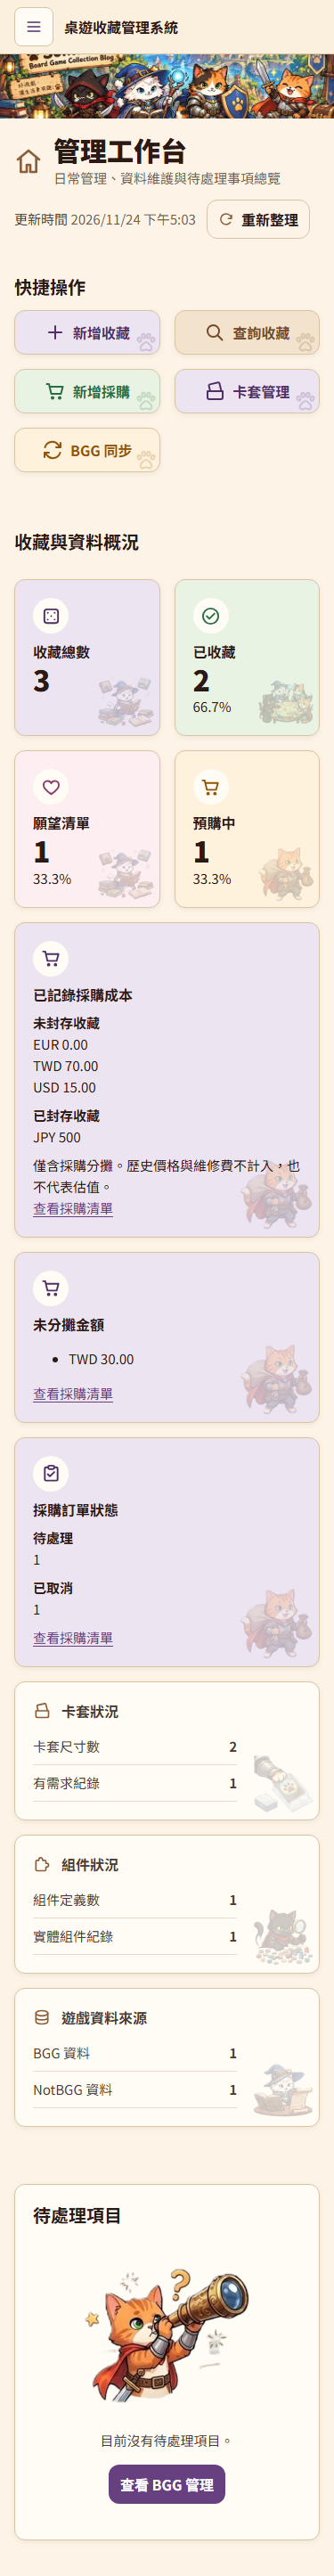 桌遊收藏管理系統
Board Game Collection Blog
管理工作台
日常管理、資料維護與待處理事項總覽
更新時間 2026/11/24 下午5:03
重新整理
快捷操作
新增收藏
查詢收藏
新增採購
卡套管理
BGG 同步
收藏與資料概況
收藏總數
3
已收藏
2
66.7%
願望清單
1
33.3%
預購中
1
33.3%
已記錄採購成本
未封存收藏
EUR 0.00
TWD 70.00
USD 15.00
已封存收藏
JPY 500
僅含採購分攤。歷史價格與維修費不計入，也
不代表估值。
查看採購清單
未分攤金額
TWD 30.00
查看採購清單
採購訂單狀態
待處理
1
已取消
1
查看採購清單
卡套狀況
卡套尺寸數 2
有需求紀錄 1
組件狀況
組件定義數 1
實體組件紀錄 1
遊戲資料來源
BGG 資料 1
NotBGG 資料 1
待處理項目
?
目前沒有待處理項目。
查看 BGG 管理